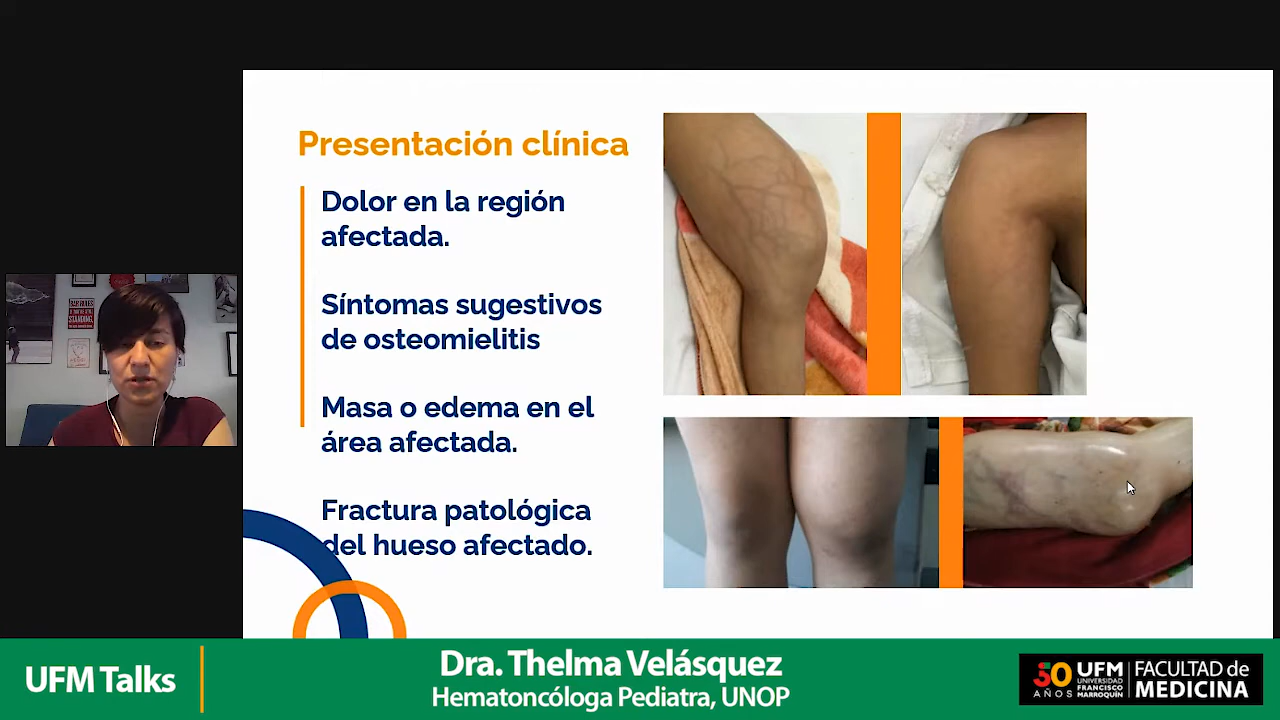 Presentación clínica
Dolor en la región
afectada.
Síntomas sugestivos
de osteomielitis
Masa o edema en el
área afectada.
Fractura patológica
del hueso afectado.
STANDING,
UFM Talks
Dra. Thelma Velásquez
Hematoncóloga Pediatra, UNOP
50
AÑOS
UFM
UNIVERSIDAD
FRANCISCO
MARROQUÍN
FACULTAD de
MEDICINA